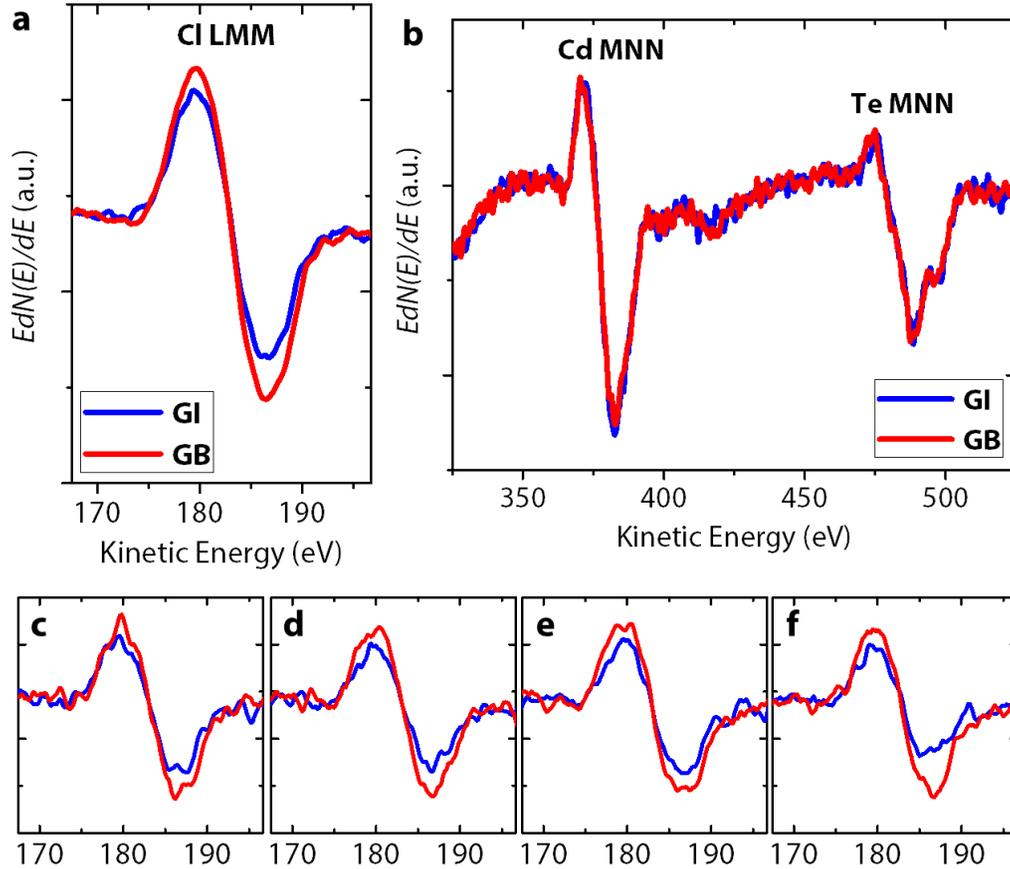 a
Cl LMM
EdN(E)/dE (a.u.)
GI
GB
170 180 190
Kinetic Energy (eV)
b
Cd MNN
Te MNN
EdN(E)/dE (a.u.)
GI
GB
350 400 450 500
Kinetic Energy (eV)
c
170 180 190
d
170 180 190
e
170 180 190
f
170 180 190